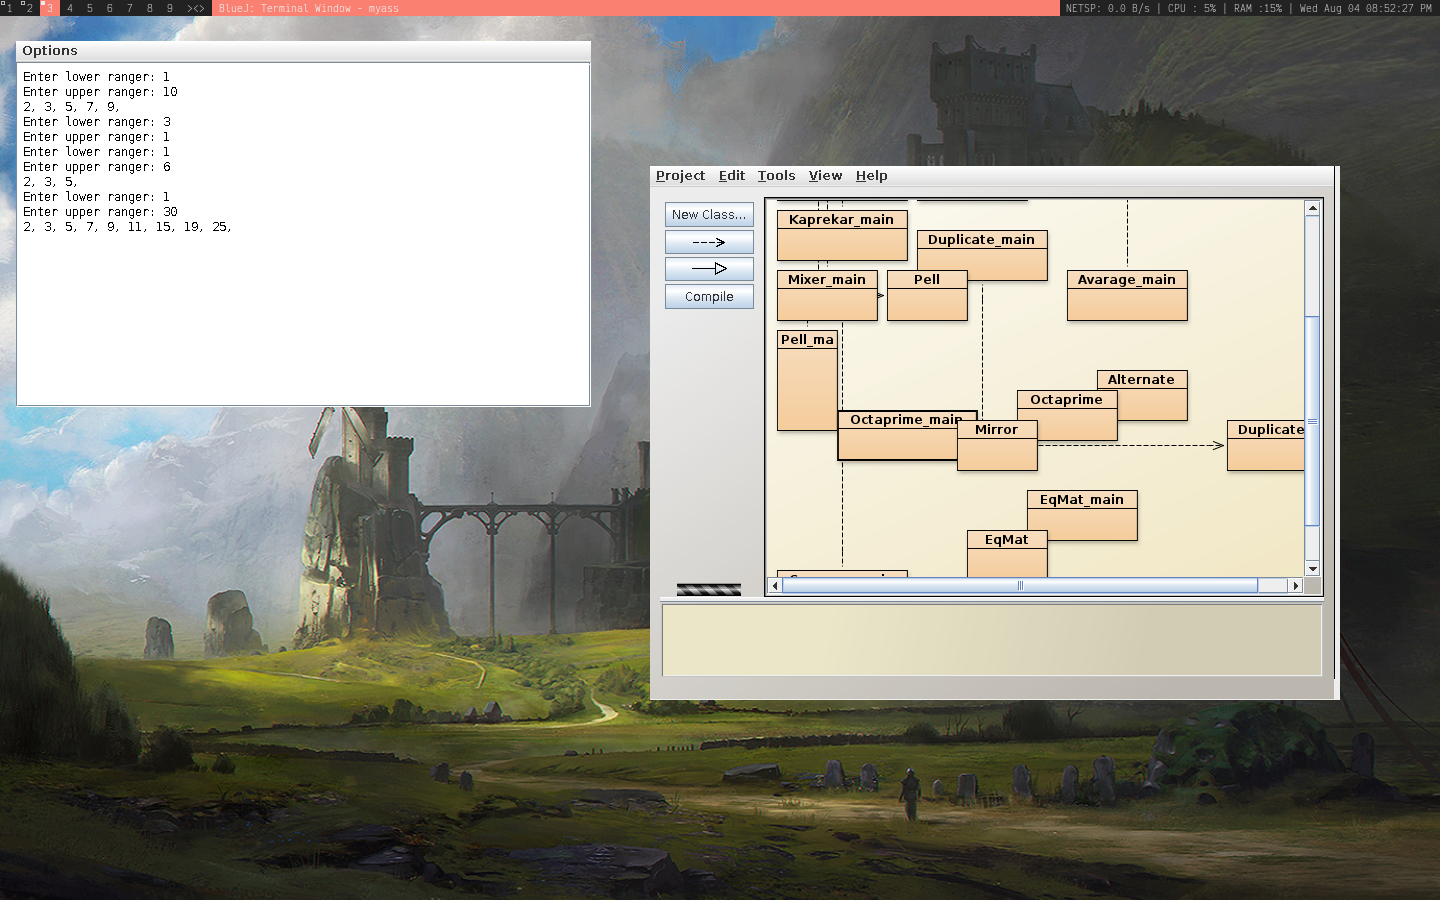 1 2 3 4 5 6 7 8 9 ><> BlueJ: Terminal Window - myass NETSP: 0.0 B/s | CPU : 5% | RAM :15% | Wed Aug 04 08:52:27 PM
Options
Enter lower ranger: 1
Enter upper ranger: 10
2, 3, 5, 7, 9,
Enter lower ranger: 3
Enter upper ranger: 1
Enter lower ranger: 1
Enter upper ranger: 6
2, 3, 5,
Enter lower ranger: 1
Enter upper ranger: 30
2, 3, 5, 7, 9, 11, 15, 19, 25,
Project Edit Tools View Help
New Class...
Compile
Kaprekar_main
Duplicate_main
Mixer_main
Pell
Avarage_main
Pell_ma
Alternate
Octaprime
Octaprime_main
Mirror
Duplicate
EqMat_main
EqMat